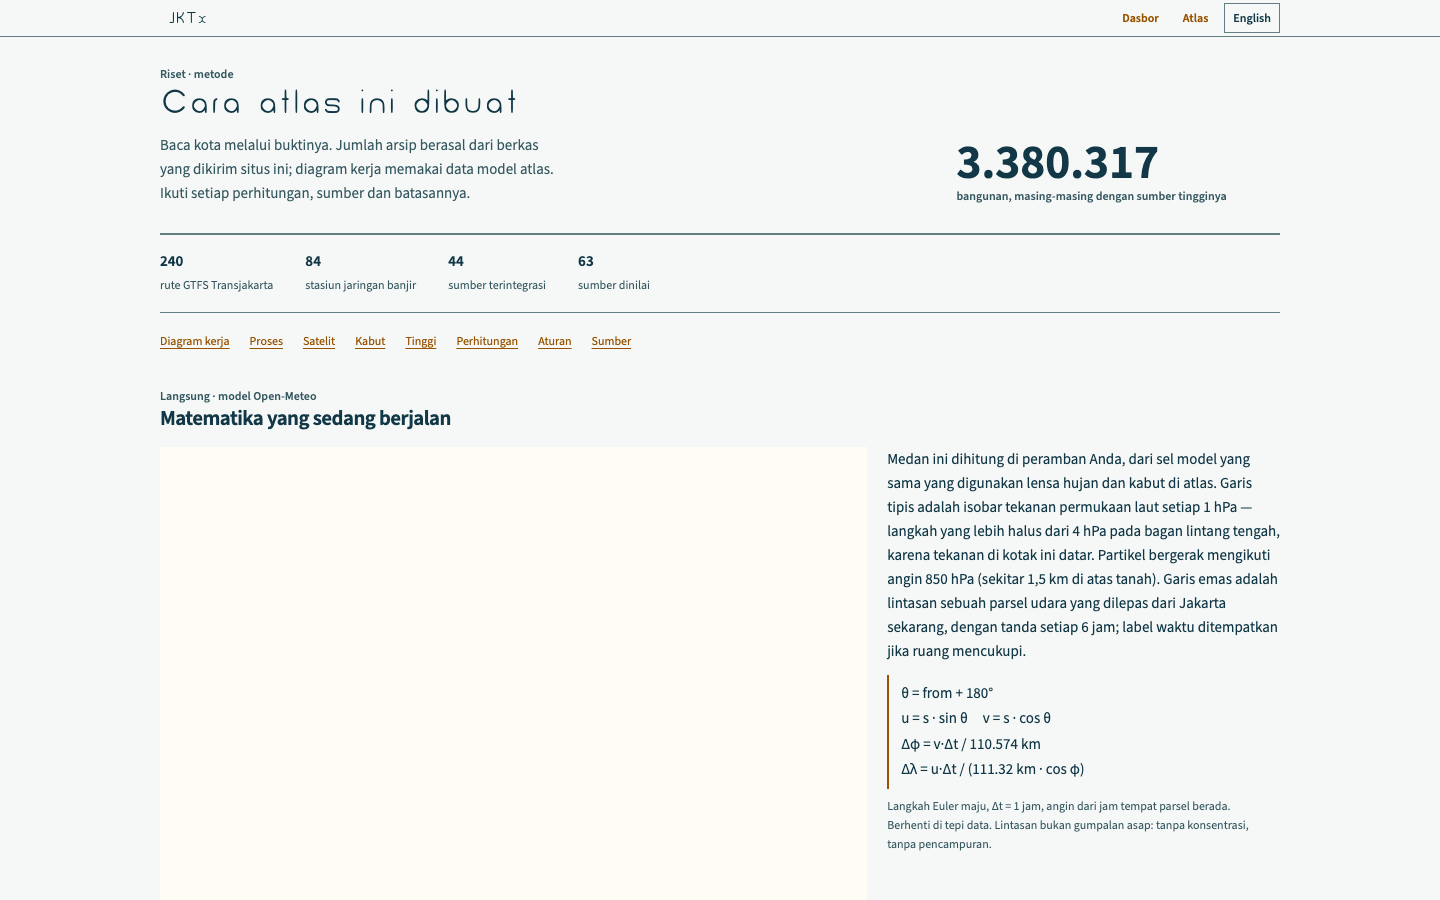 JKTx
Dasbor Atlas English
Riset · metode
Cara atlas ini dibuat
Baca kota melalui buktinya. Jumlah arsip berasal dari berkas
yang dikirim situs ini; diagram kerja memakai data model atlas.
Ikuti setiap perhitungan, sumber dan batasannya.
3.380.317
bangunan, masing-masing dengan sumber tingginya
240
rute GTFS Transjakarta
84
stasiun jaringan banjir
44
sumber terintegrasi
63
sumber dinilai
Diagram kerja Proses Satelit Kabut Tinggi Perhitungan Aturan Sumber
Langsung · model Open-Meteo
Matematika yang sedang berjalan
Medan ini dihitung di peramban Anda, dari sel model yang
sama yang digunakan lensa hujan dan kabut di atlas. Garis
tipis adalah isobar tekanan permukaan laut setiap 1 hPa —
langkah yang lebih halus dari 4 hPa pada bagan lintang tengah,
karena tekanan di kotak ini datar. Partikel bergerak mengikuti
angin 850 hPa (sekitar 1,5 km di atas tanah). Garis emas adalah
lintasan sebuah parsel udara yang dilepas dari Jakarta
sekarang, dengan tanda setiap 6 jam; label waktu ditempatkan
jika ruang mencukupi.
θ = from + 180°
u = s · sin θ v = s · cos θ
Δφ = v·Δt / 110.574 km
Δλ = u·Δt / (111.32 km · cos φ)
Langkah Euler maju, Δt = 1 jam, angin dari jam tempat parsel berada.
Berhenti di tepi data. Lintasan bukan gumpalan asap: tanpa konsentrasi,
tanpa pencampuran.